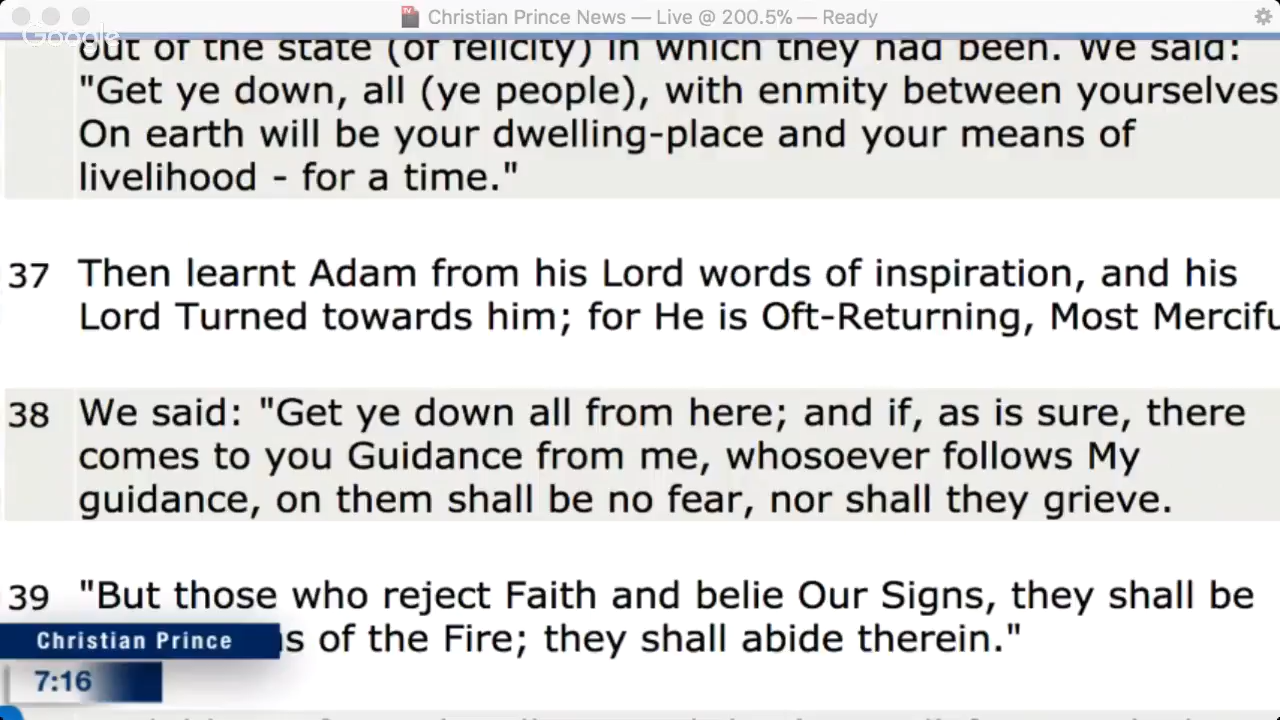 Christian Prince News — Live @ 200.5% — Ready
Google
out of the state (of felicity) in which they had been. We said:
"Get ye down, all (ye people), with enmity between yourselves
On earth will be your dwelling-place and your means of
livelihood - for a time."
37 Then learnt Adam from his Lord words of inspiration, and his
Lord Turned towards him; for He is Oft-Returning, Most Mercifu
38 We said: "Get ye down all from here; and if, as is sure, there
comes to you Guidance from me, whosoever follows My
guidance, on them shall be no fear, nor shall they grieve.
39 "But those who reject Faith and belie Our Signs, they shall be
of the Fire; they shall abide therein."
Christian Prince
7:16